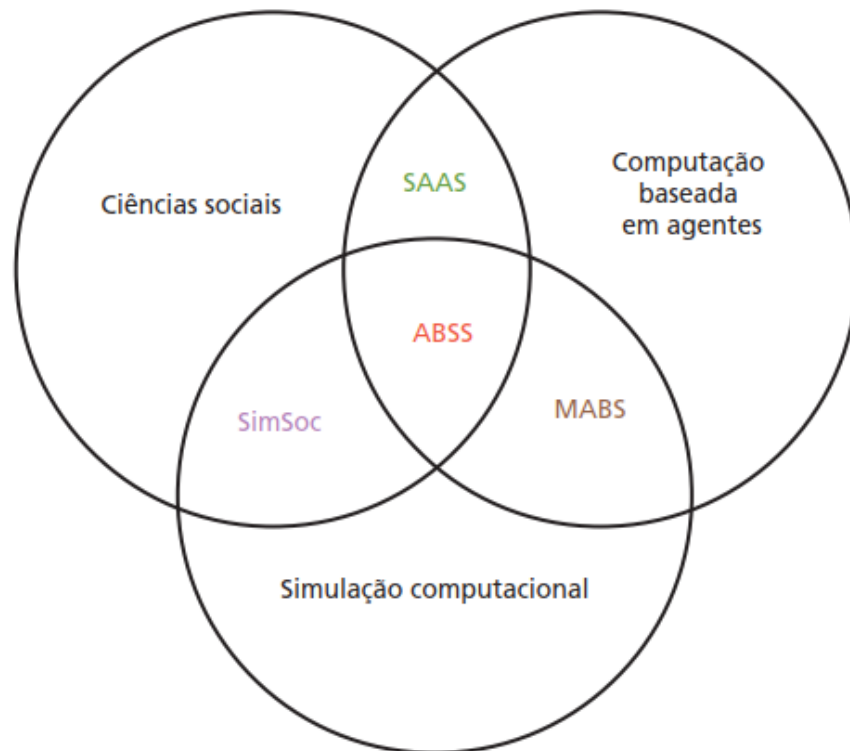 Ciências sociais
SAAS
Computação
baseada
em agentes
ABSS
SimSoc
MABS
Simulação computacional